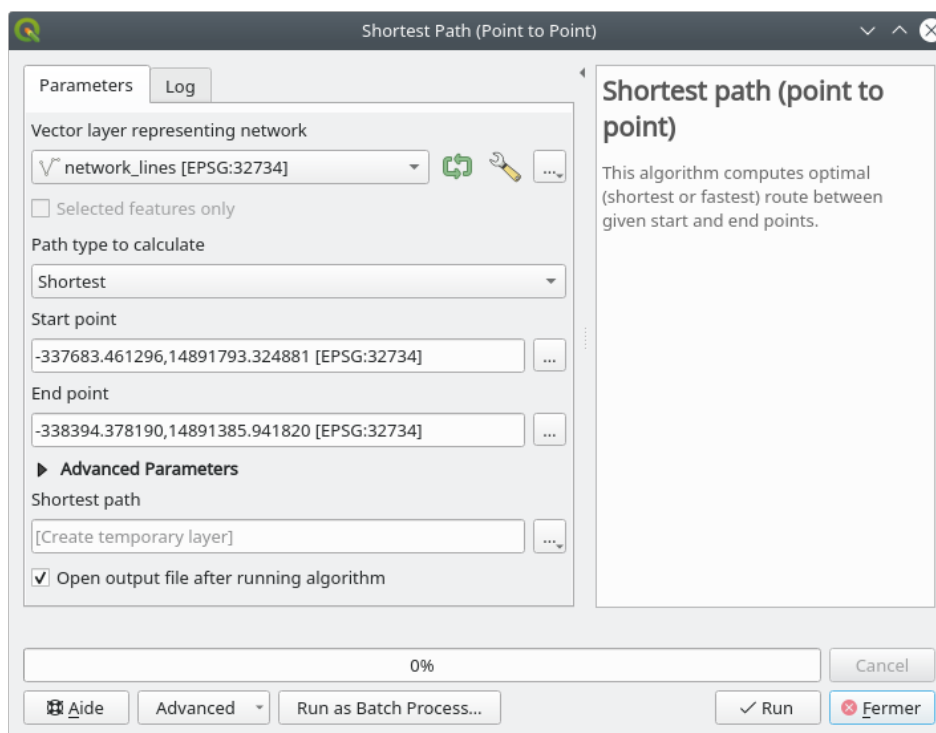 Shortest Path (Point to Point)
Parameters
Log
Vector layer representing network
network_lines [EPSG:32734]
...
Selected features only
Path type to calculate
Shortest
Start point
-337683.461296,14891793.324881 [EPSG:32734]
...
End point
-338394.378190,14891385.941820 [EPSG:32734]
...
Advanced Parameters
Shortest path
[Create temporary layer]
...
Open output file after running algorithm
Shortest path (point to
point)
This algorithm computes optimal
(shortest or fastest) route between
given start and end points.
0%
Cancel
Aide
Advanced
Run as Batch Process...
Run
Fermer